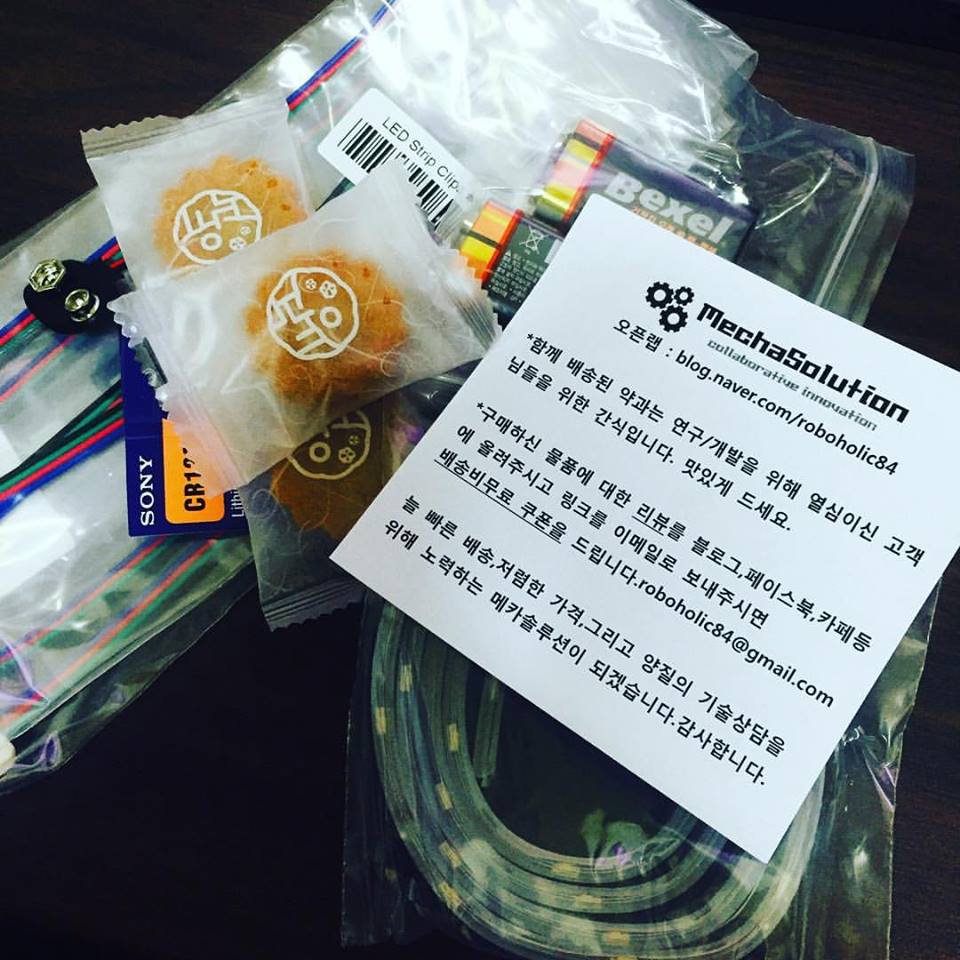 LED Strip Clip
Bexel
SONY
MechaSolution
collaborative innovation
오픈랩 : blog.naver.com/roboholic84
*함께 배송된 약과는 연구/개발을 위해 열심이신 고객
님들을 위한 간식입니다. 맛있게 드세요.
*구매하신 물품에 대한 리뷰를 블로그,페이스북,카페등
에 올려주시고 링크를 이메일로 보내주시면
배송비무료 쿠폰을 드립니다.roboholic84@gmail.com
늘 빠른 배송,저렴한 가격,그리고 양질의 기술상담을
위해 노력하는 메카솔루션이 되겠습니다.감사합니다.